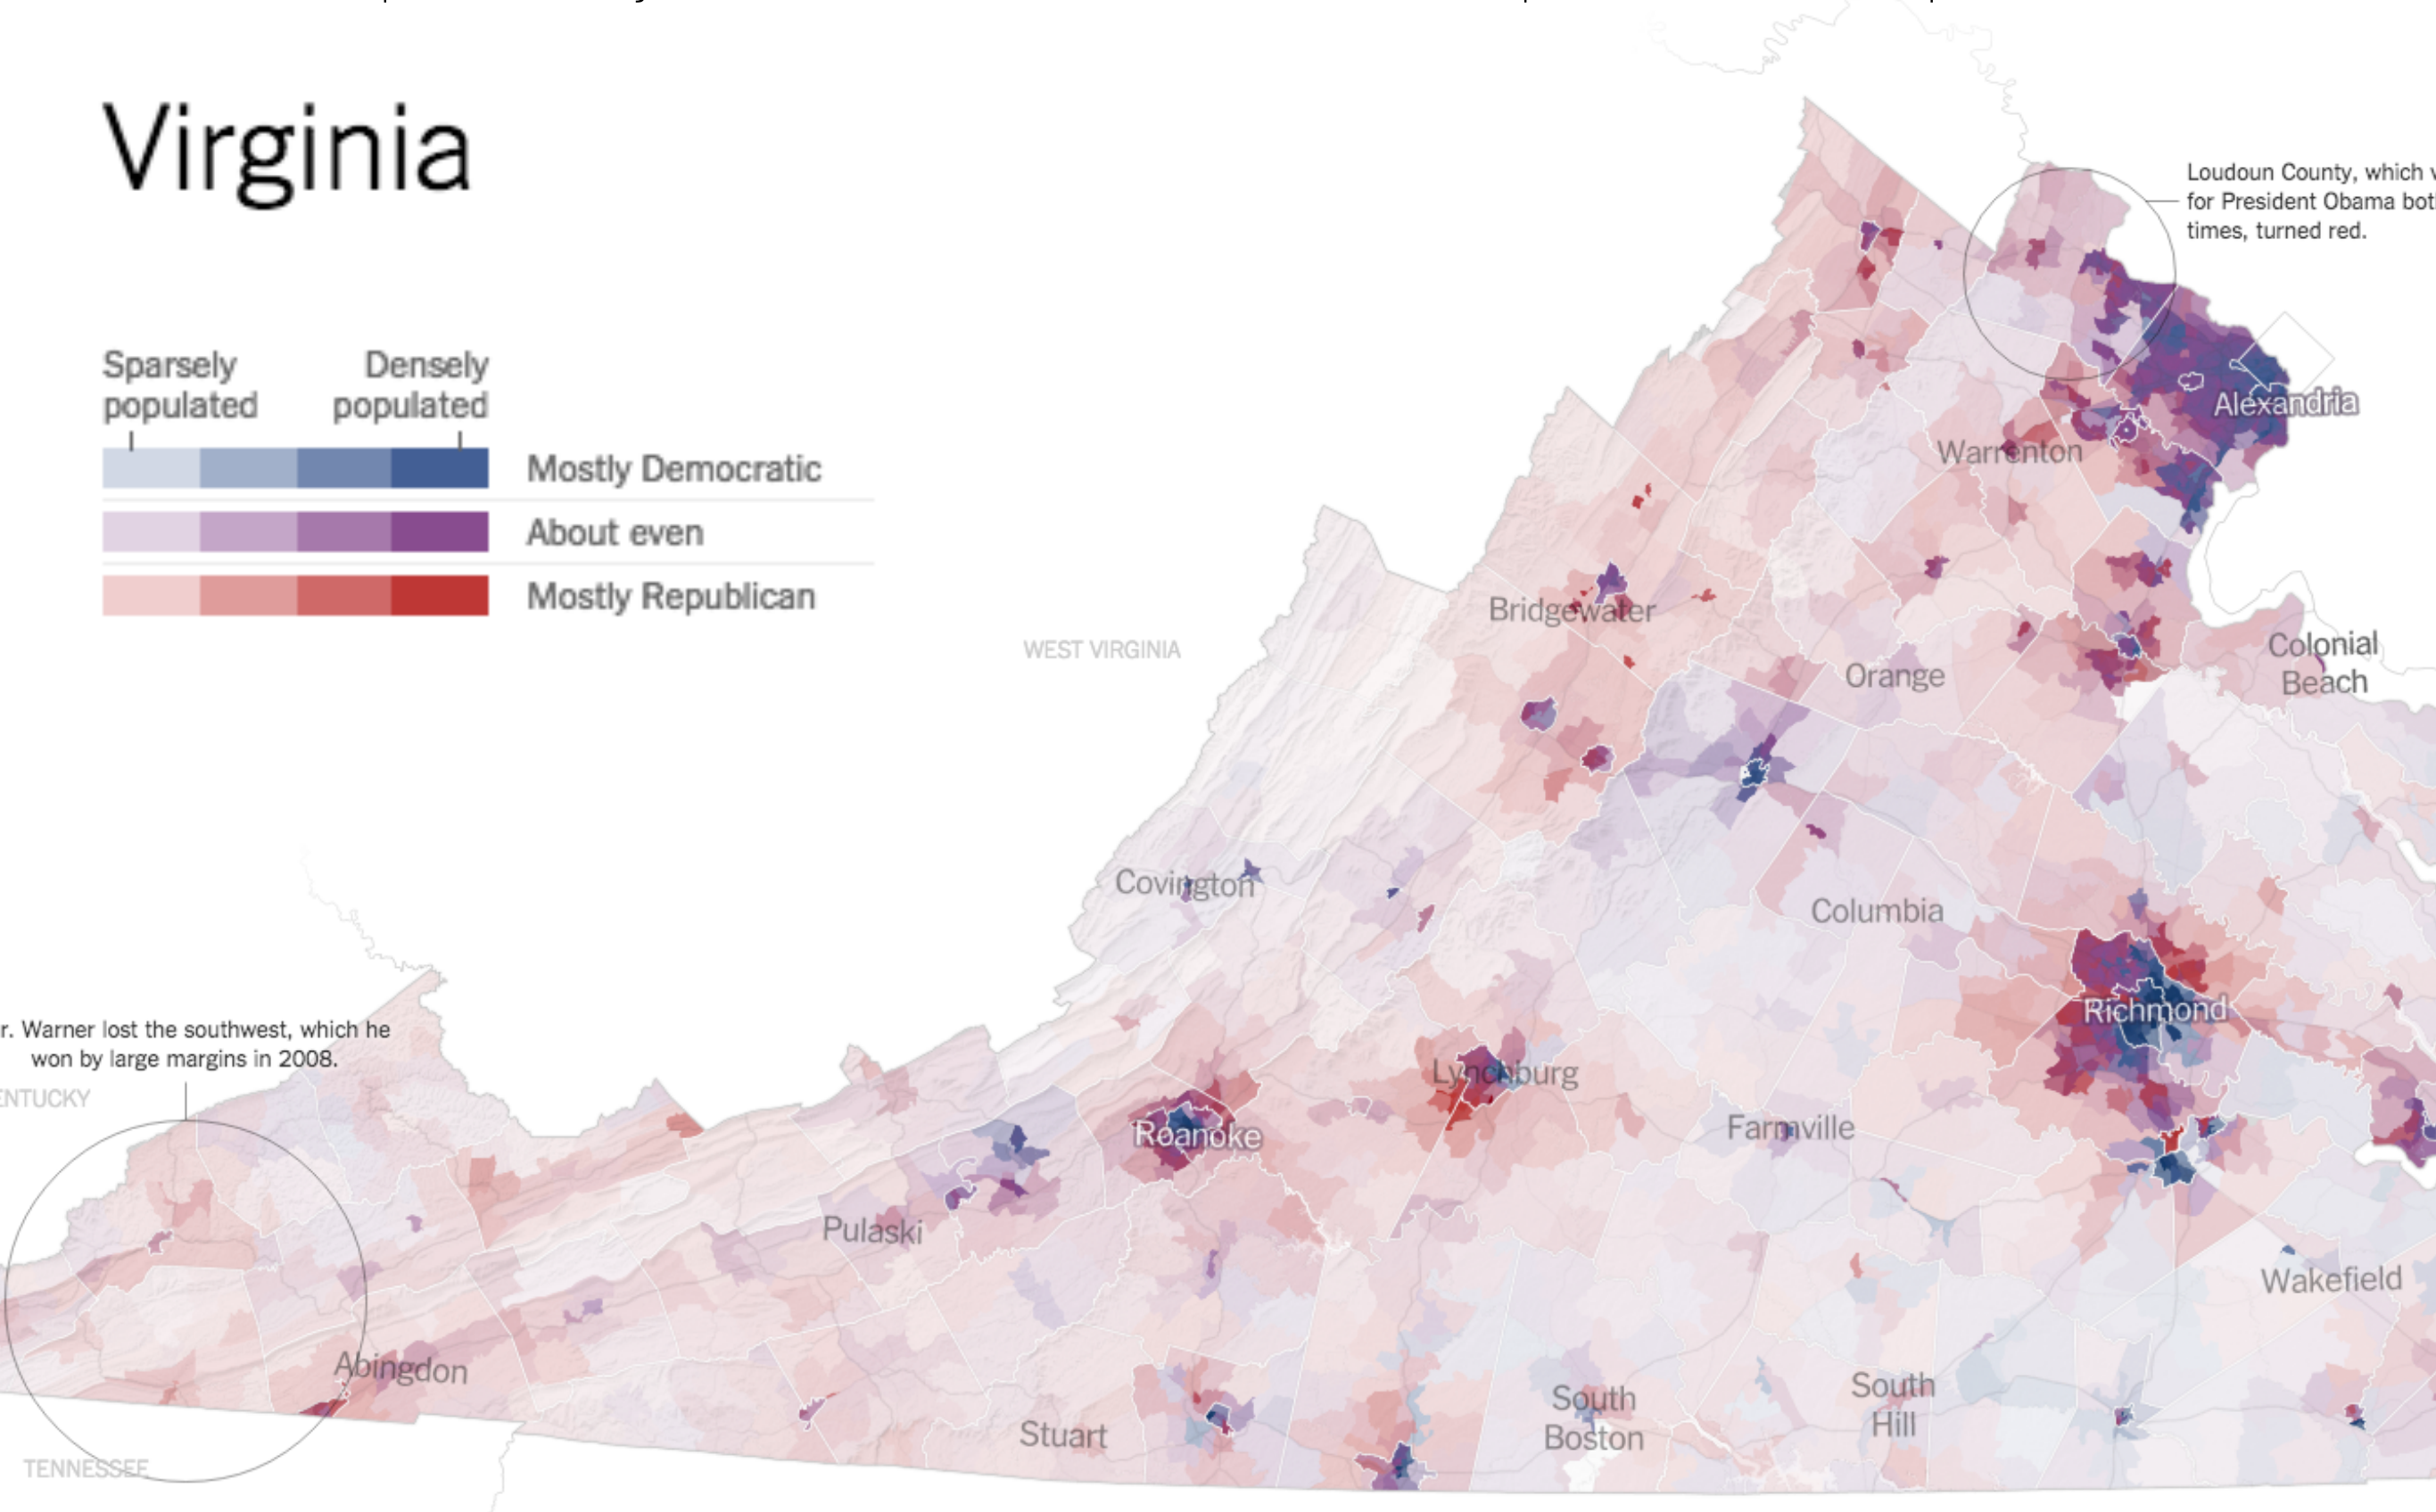 Virginia
Sparsely
populated
Densely
populated
Mostly Democratic
About even
Mostly Republican
Loudoun County, which
for President Obama
times, turned red.
Alexandria
Warrenton
Bridgewater
WEST VIRGINIA
Colonial
Beach
Orange
Covington
Columbia
Richmond
Warner lost the southwest, which he
won by large margins in 2008.
Lynchburg
Roanoke
Farmville
Pulaski
Wakefield
Abingdon
South
Boston
South
Hill
Stuart
TENNESSEE